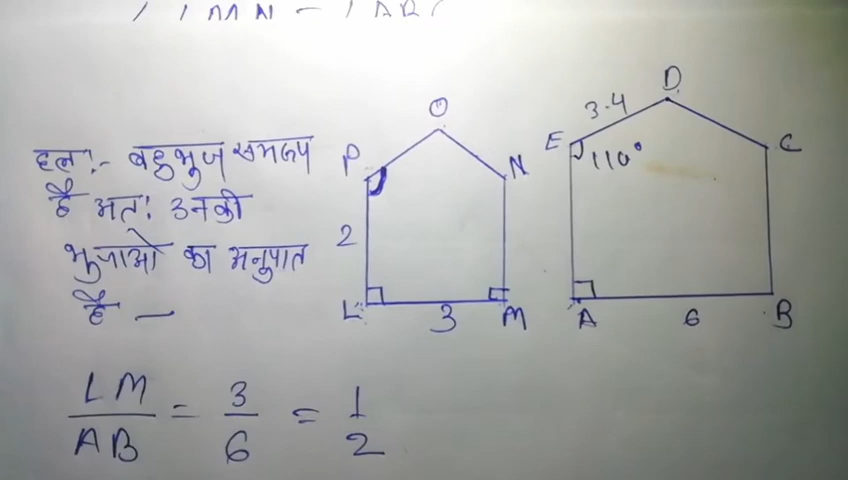 हल:- बहुभुज समरूप
है अत: उनकी
भुजाओ का अनुपात
है —
LM/AB = 3/6 = 1/2
O
P
N
2
L
3
M
D
3.4
E
110°
C
A
6
B